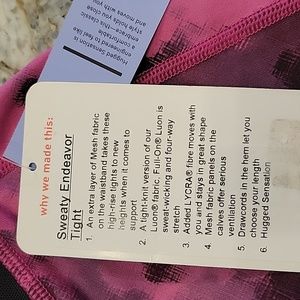 Hugged Sensation is
engineered to feel like a
comfortable
embrace—this classic
style holds you close
and moves with you
why we made this:
Sweaty Endeavor
Tight
1. An extra layer of Mesh fabric
on the waistband takes these
high-rise tights to new
heights when it comes to
support
2. A tight-knit version of our
Luon® fabric, Full-On® Luon is
sweat-wicking and four-way
stretch
3. Added LYCRA® fibre moves with
you and stays in great shape
4. Mesh fabric panels on the
calves offer serious
ventilation
5. Drawcords in the hem let you
choose your length
6. Hugged Sensation